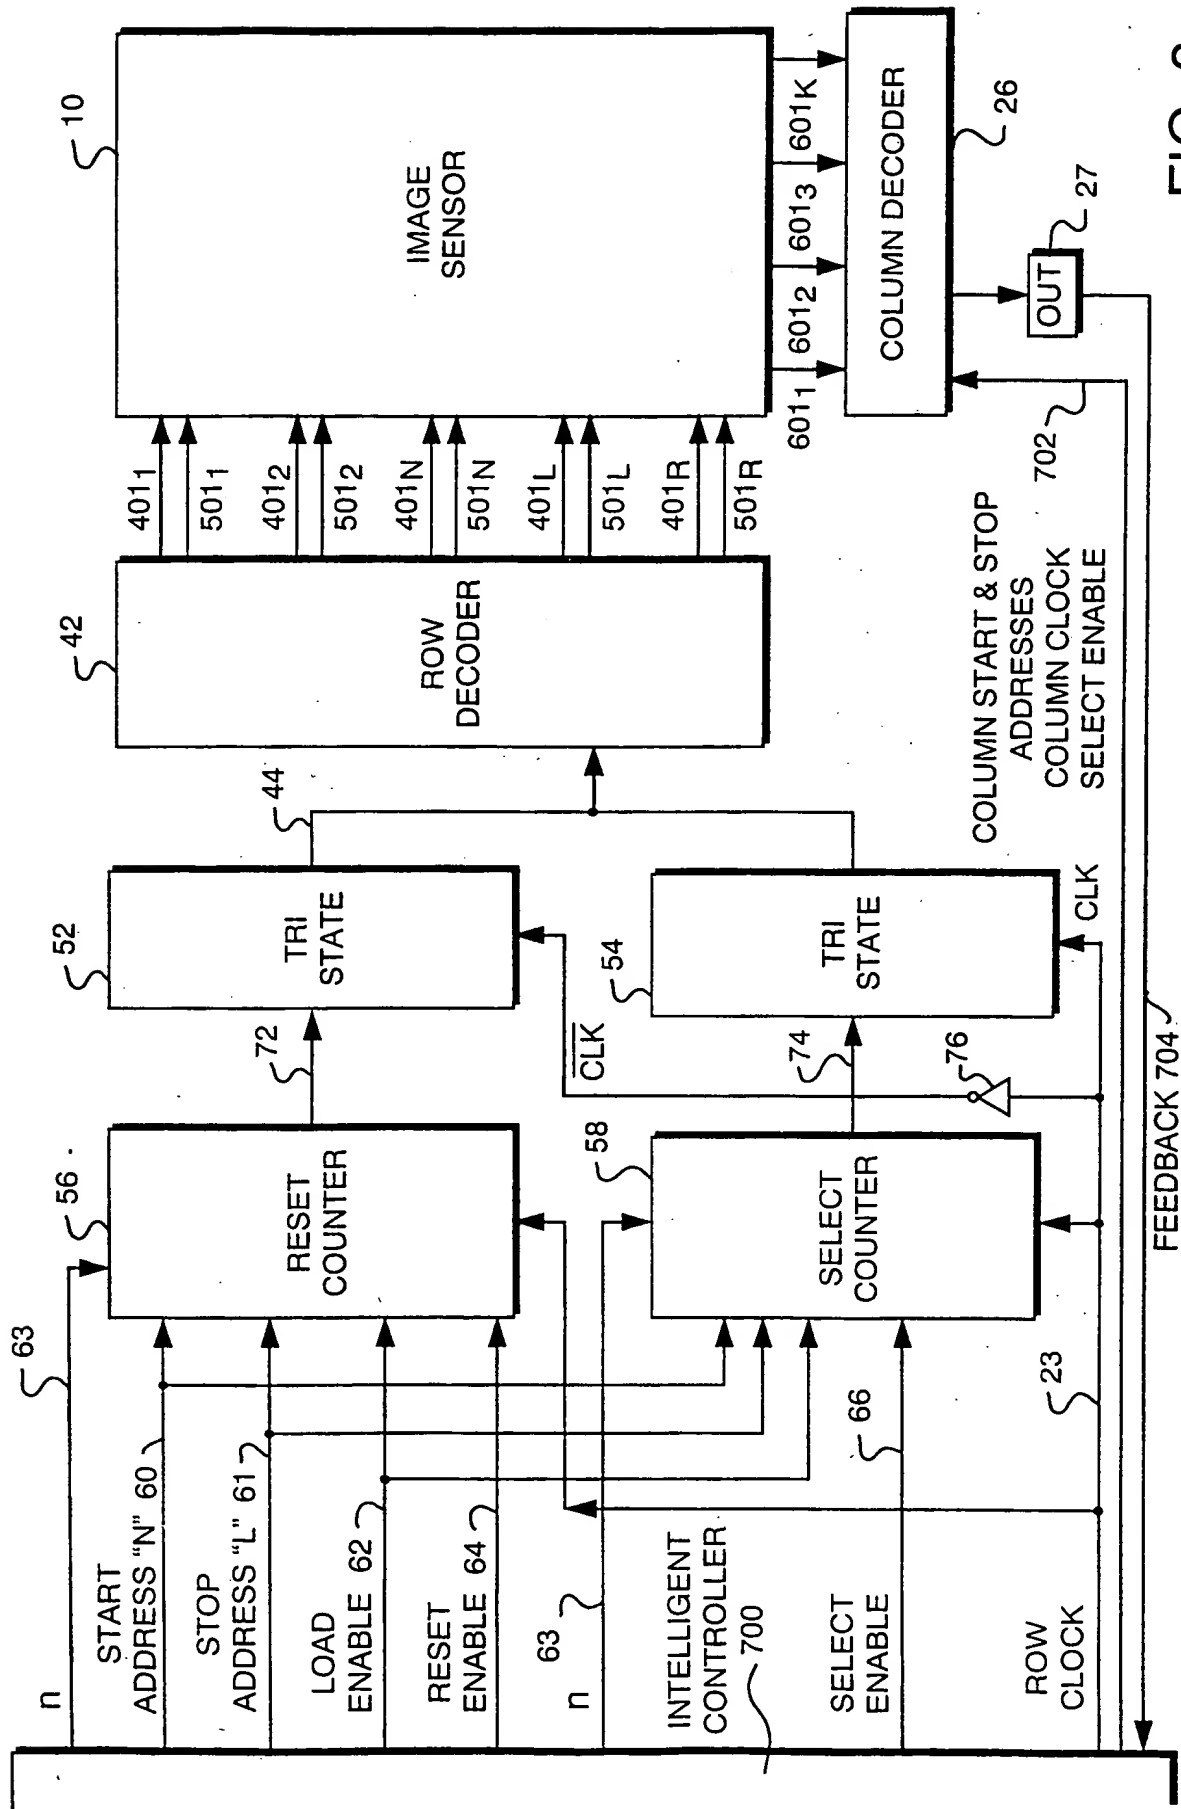 n
63
START
ADDRESS "N" 60
STOP
ADDRESS "L" 61
LOAD
ENABLE 62
RESET
ENABLE 64
n
63
INTELLIGENT
CONTROLLER
700
SELECT
ENABLE
66
ROW
CLOCK
23
56
RESET
COUNTER
58
SELECT
COUNTER
72
74
76
CLK
CLK
52
TRI
STATE
54
TRI
STATE
44
42
ROW
DECODER
401₁
501₁
401₂
501₂
401N
501N
401L
501L
401R
501R
10
IMAGE
SENSOR
601₁
601₂
601₃
601K
COLUMN DECODER
26
OUT
27
702
COLUMN START & STOP
ADDRESSES
COLUMN CLOCK
SELECT ENABLE
FEEDBACK 704
FIG.